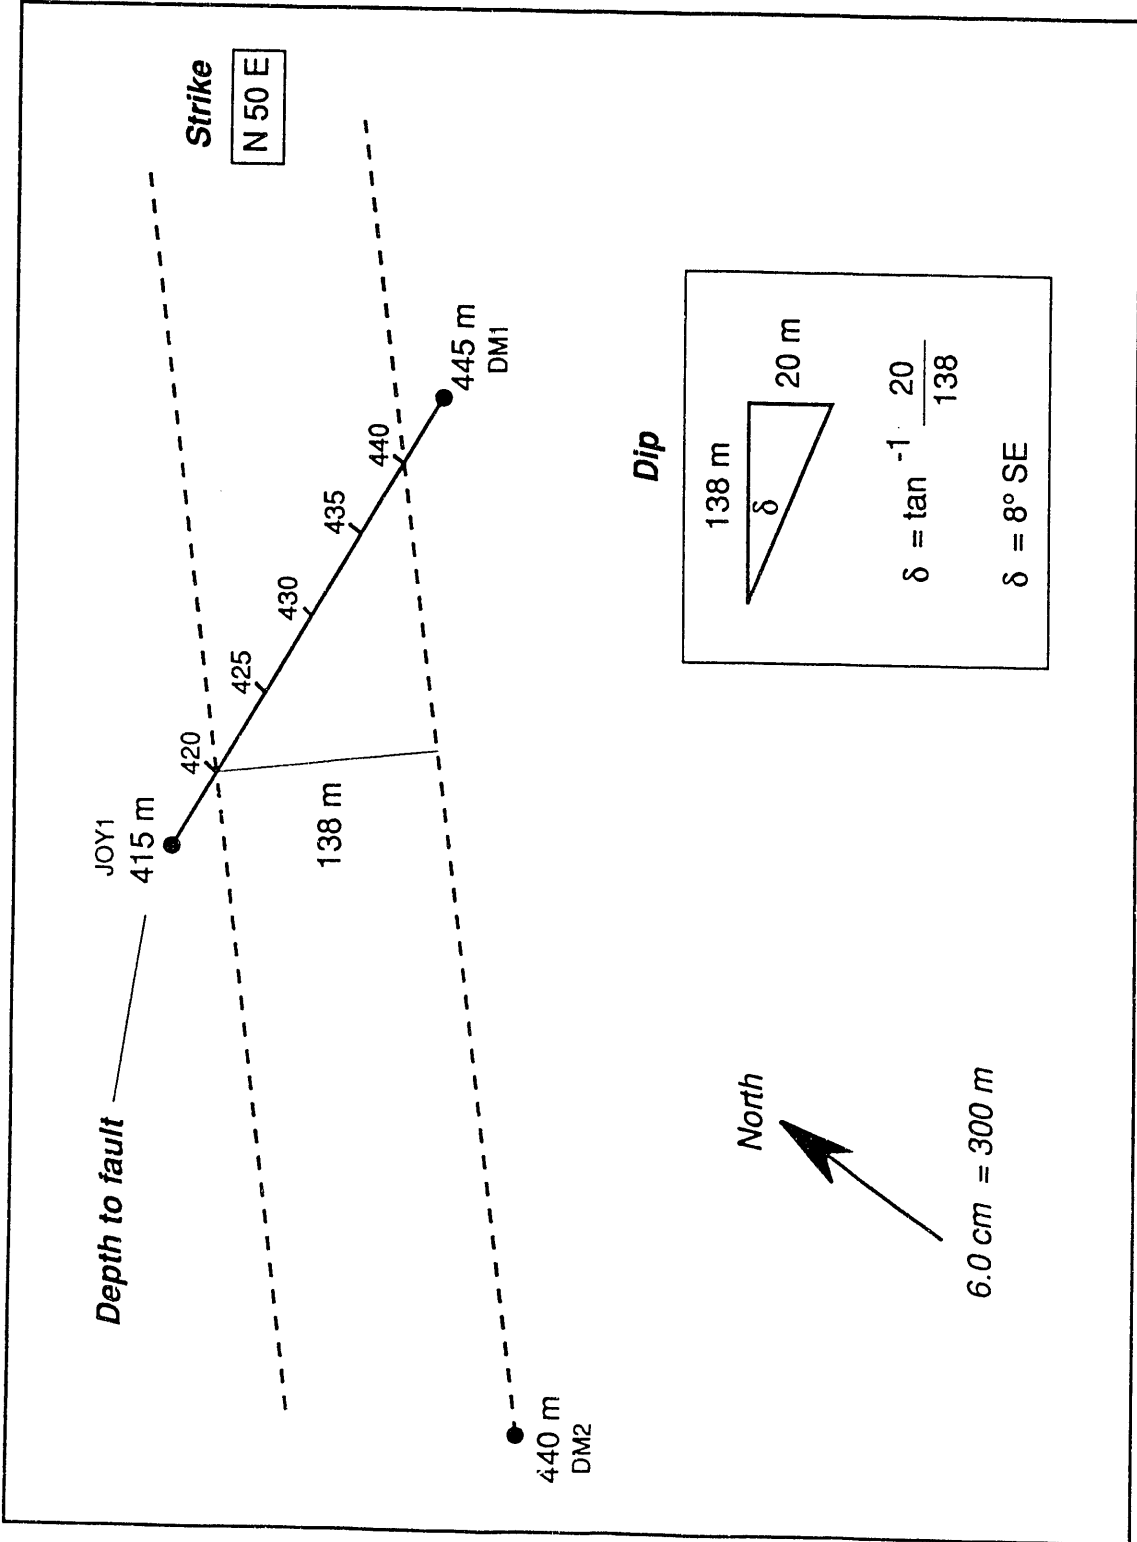 Strike
N 50 E
JOY1
415 m
Depth to fault
420
425
430
435
440
445 m
DM1
138 m
440 m
DM2
Dip
138 m
20 m
δ
δ = tan -1 20
138
δ = 8° SE
North
6.0 cm = 300 m